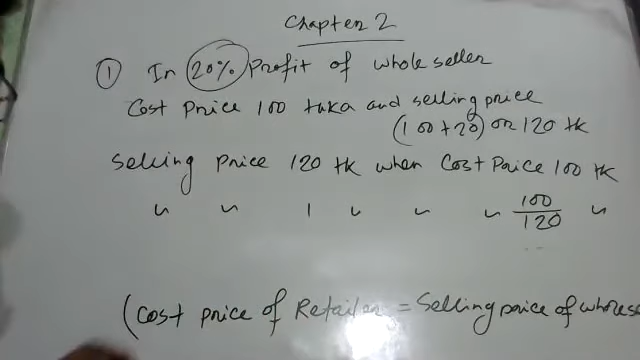 Chapter 2
① In 20% Profit of whole seller
Cost Price 100 taka and selling price
(100+20) or 120 tk
Selling Price 120 tk when Cost Price 100 tk
" " 1 " " " 100/120 "
(Cost price of Retailer = Selling price of wholes